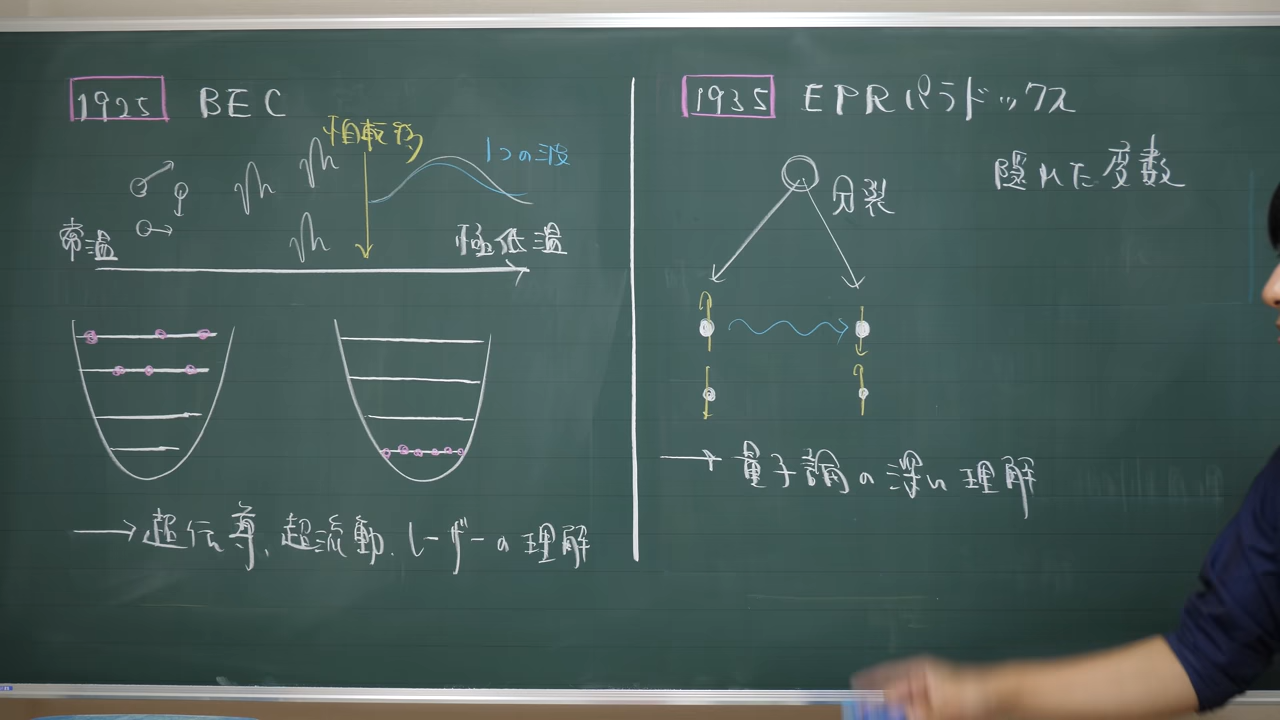 1925 BEC
相転移
1つの波
常温
極低温
→超伝導、超流動、レーザーの理解
1935 EPRパラドックス
隠れた変数
分裂
→量子論の深い理解